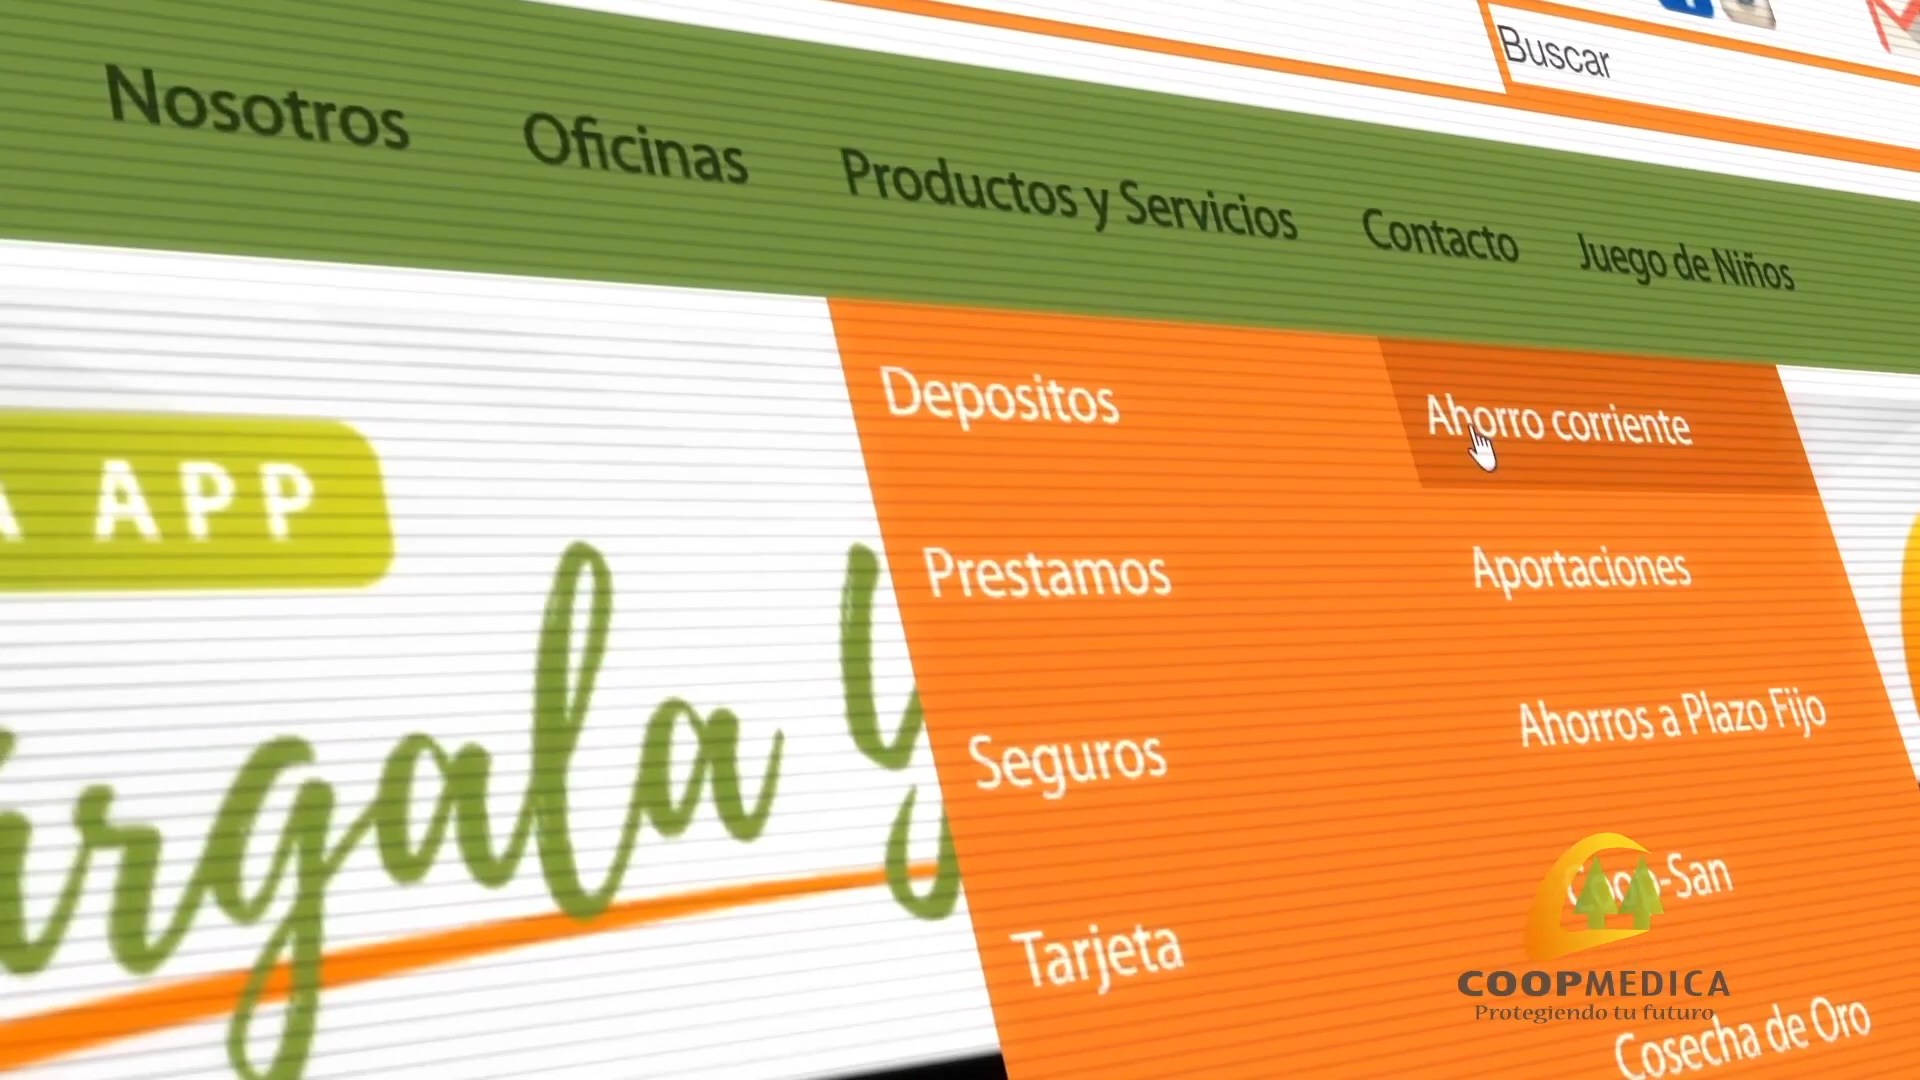 Buscar
Nosotros Oficinas Productos y Servicios Contacto Juego de Niños
Depositos
Ahorro corriente
A APP
Prestamos
Aportaciones
Seguros
Ahorros a Plazo Fijo
Coop-San
Tarjeta
Cosecha de Oro
COOPMEDICA
Protegiendo tu futuro